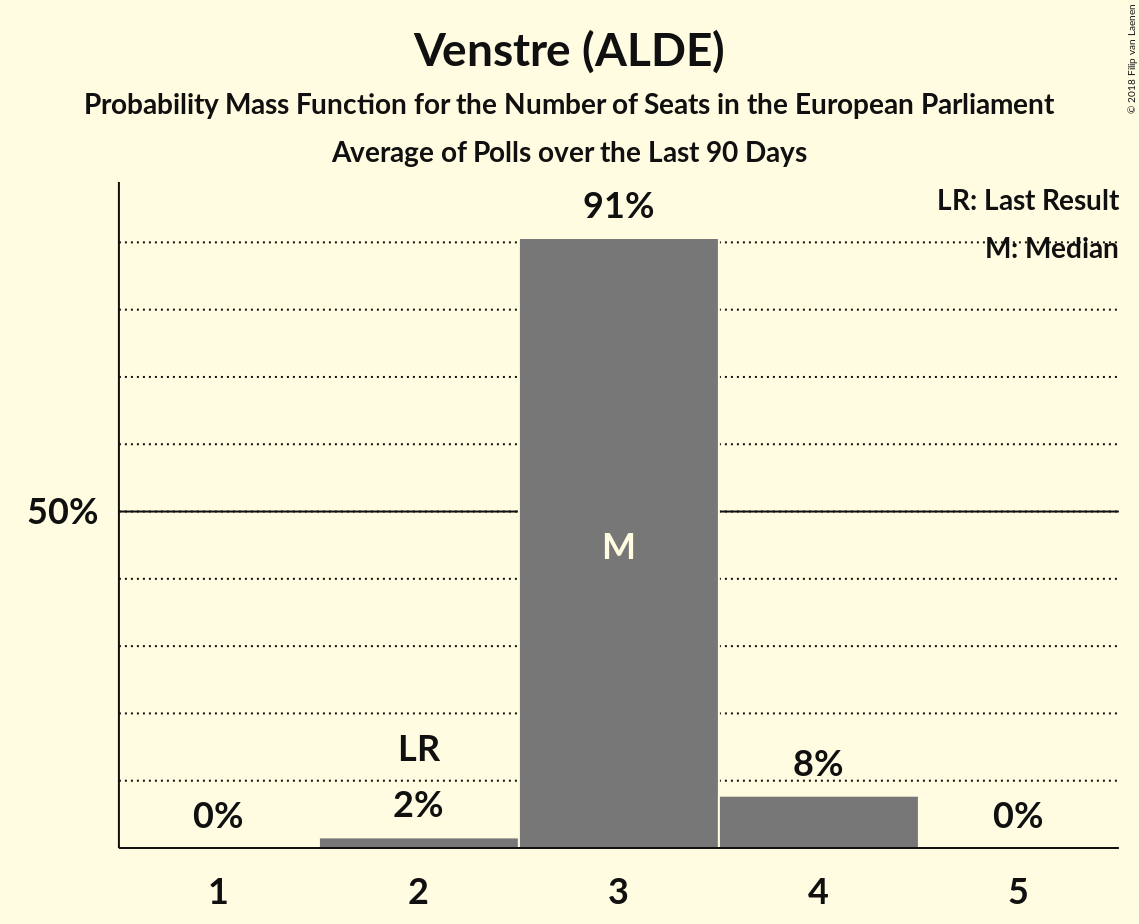 Venstre (ALDE)
Probability Mass Function for the Number of Seats in the European Parliament
Average of Polls over the Last 90 Days
© 2018 Filip van Laenen
LR: Last Result
M: Median
91%
50%
M
LR
8%
2%
0%
0%
1 2 3 4 5